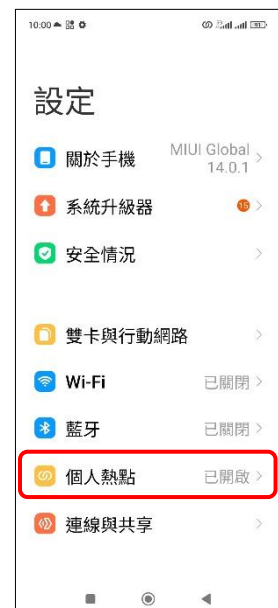 10:00
設定
關於手機
MIUI Global
14.0.1
系統升級器
15
安全情況
雙卡與行動網路
Wi-Fi
已關閉
藍牙
已關閉
個人熱點
已開啟
連線與共享